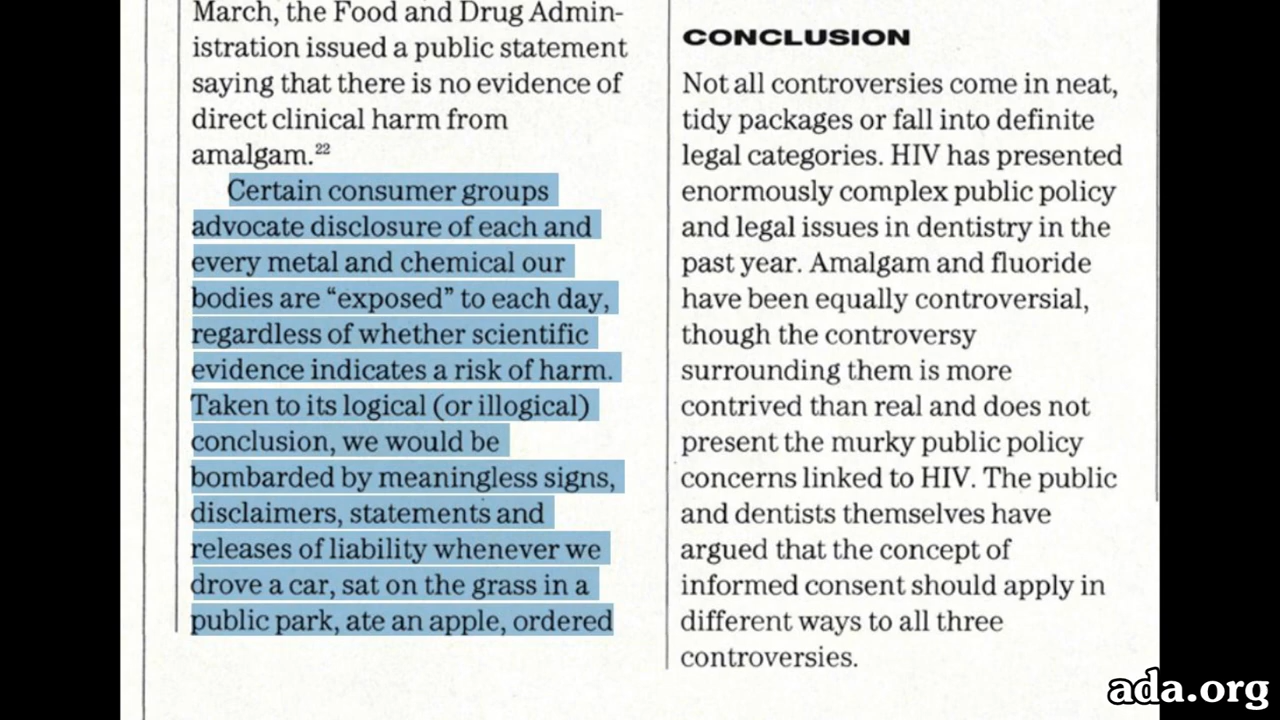 March, the Food and Drug Admin-
istration issued a public statement
saying that there is no evidence of
direct clinical harm from
amalgam.²²
Certain consumer groups
advocate disclosure of each and
every metal and chemical our
bodies are “exposed” to each day,
regardless of whether scientific
evidence indicates a risk of harm.
Taken to its logical (or illogical)
conclusion, we would be
bombarded by meaningless signs,
disclaimers, statements and
releases of liability whenever we
drove a car, sat on the grass in a
public park, ate an apple, ordered
CONCLUSION
Not all controversies come in neat,
tidy packages or fall into definite
legal categories. HIV has presented
enormously complex public policy
and legal issues in dentistry in the
past year. Amalgam and fluoride
have been equally controversial,
though the controversy
surrounding them is more
contrived than real and does not
present the murky public policy
concerns linked to HIV. The public
and dentists themselves have
argued that the concept of
informed consent should apply in
different ways to all three
controversies.
ada.org